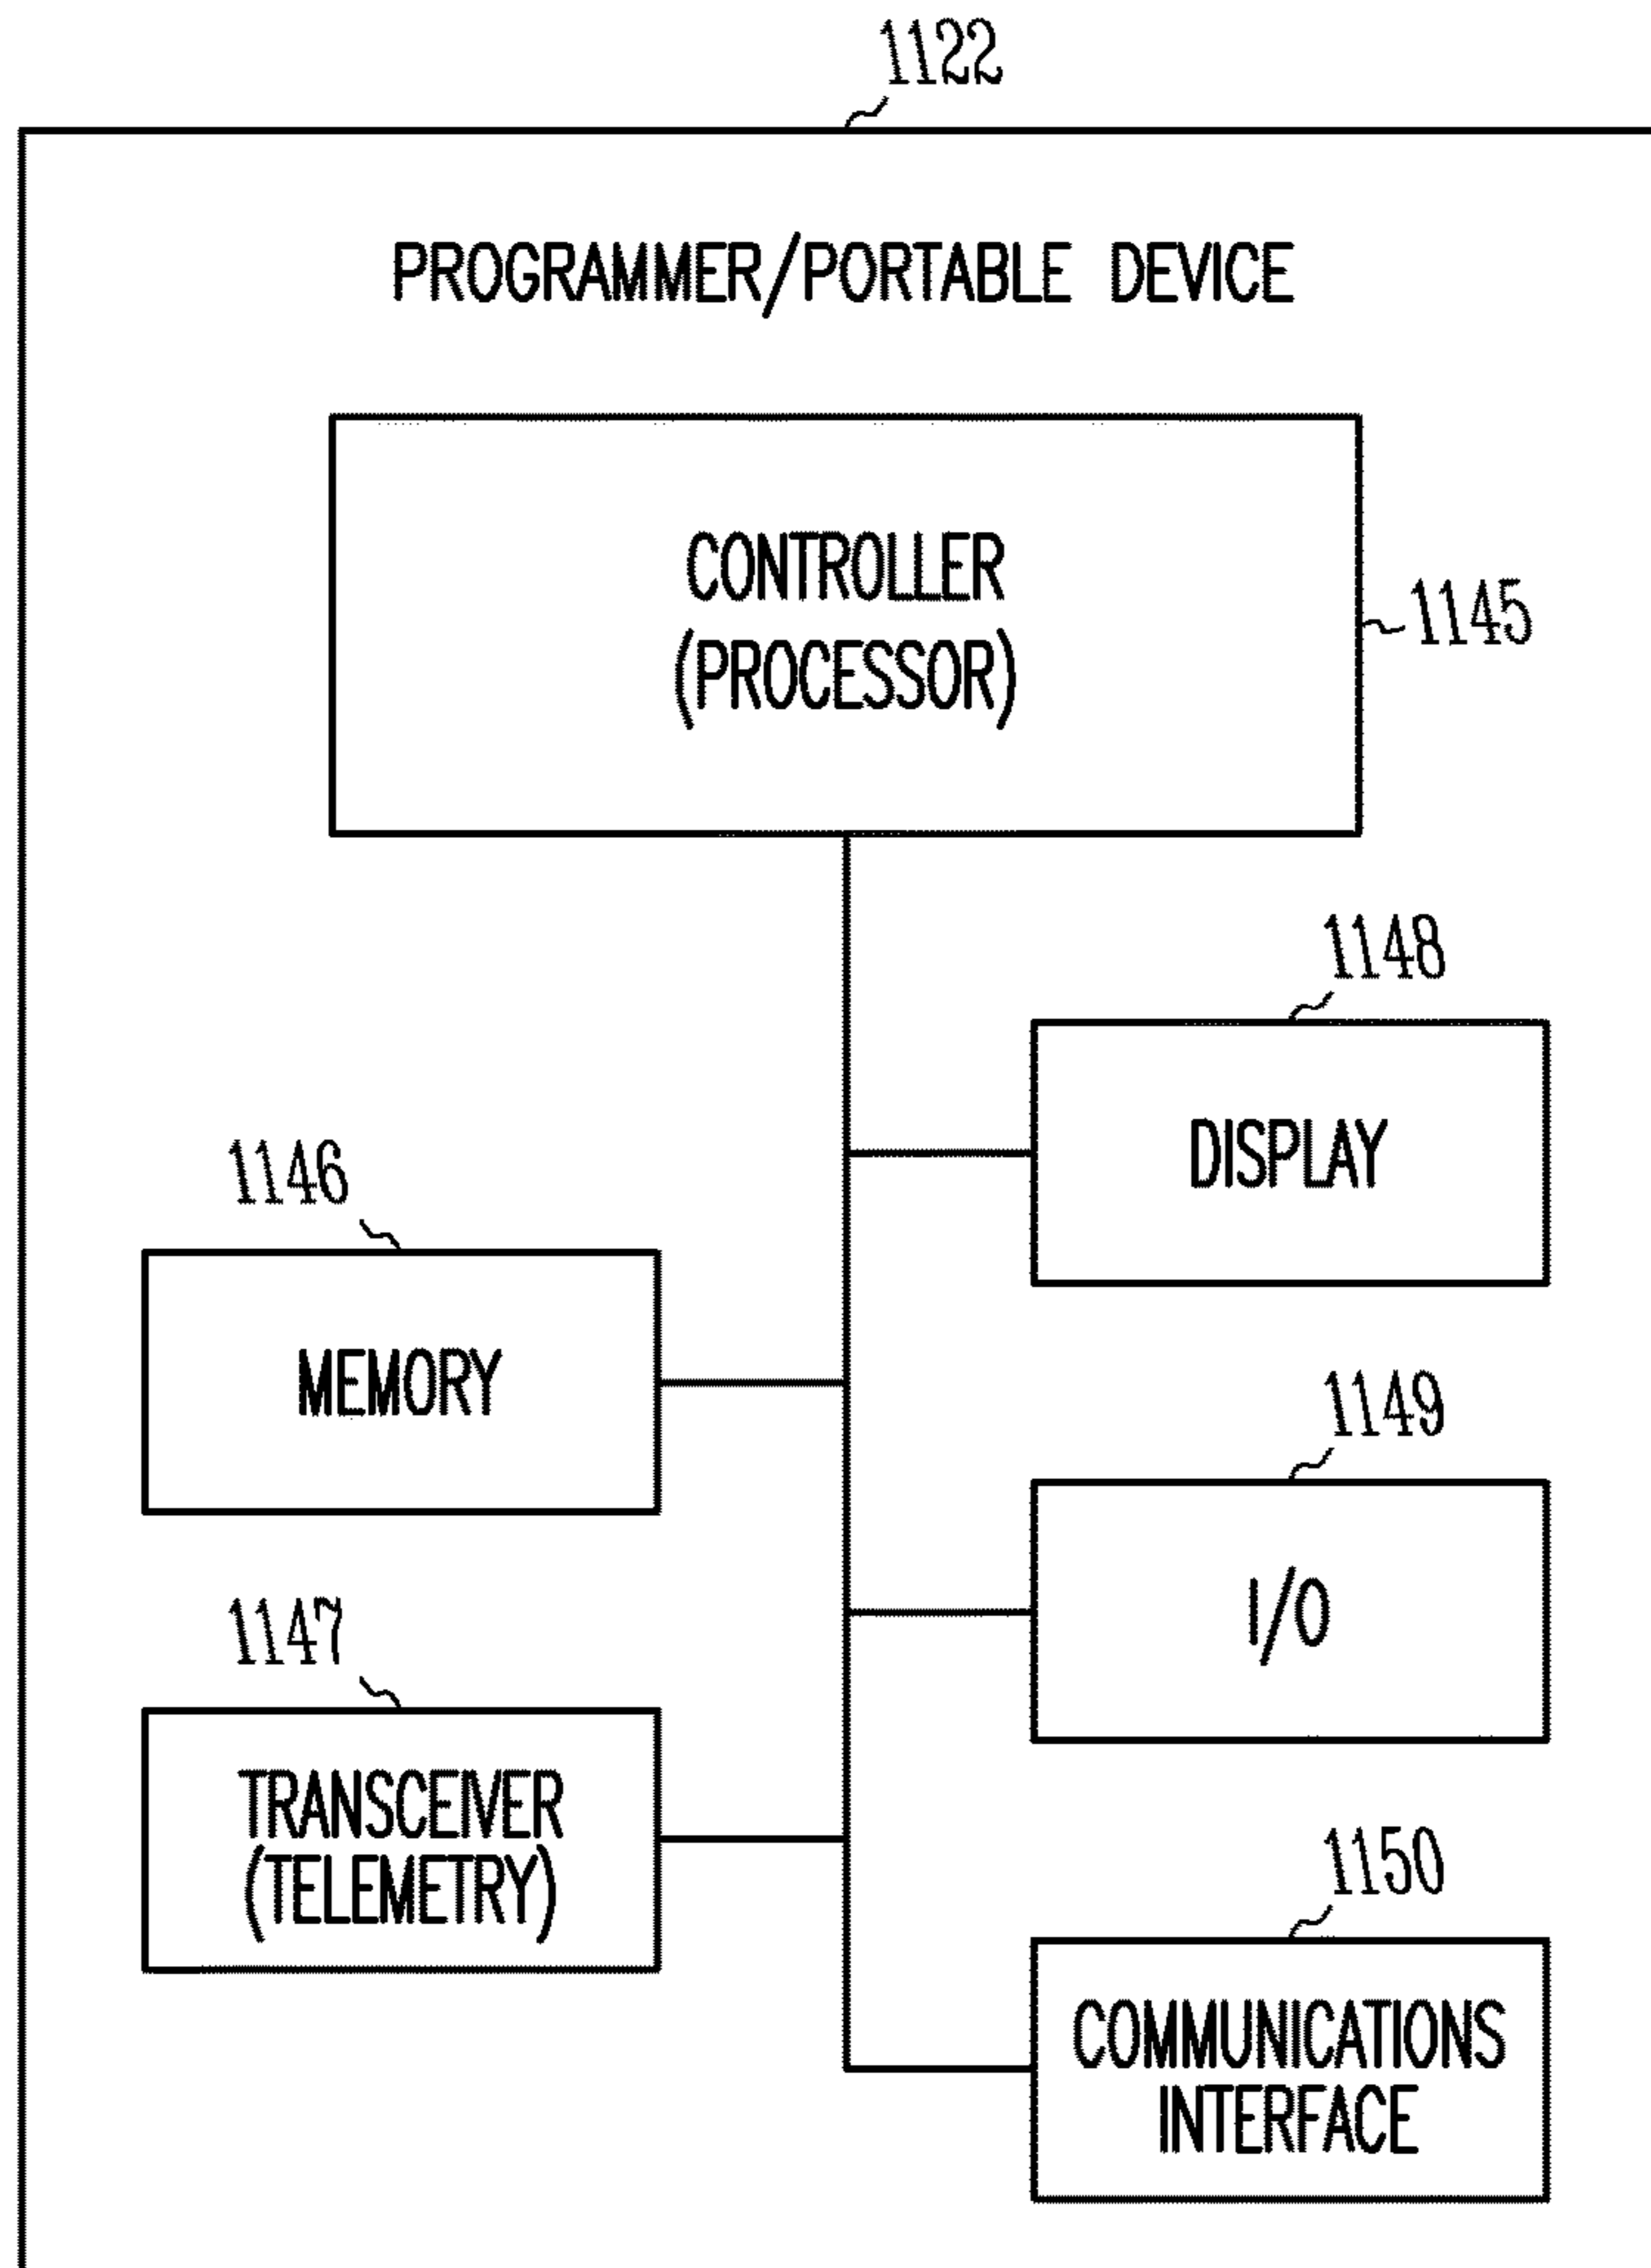 1122
PROGRAMMER/PORTABLE DEVICE
CONTROLLER
(PROCESSOR)
1145
1148
DISPLAY
1146
MEMORY
1149
I/O
1147
TRANSCEIVER
(TELEMETRY)
1150
COMMUNICATIONS
INTERFACE